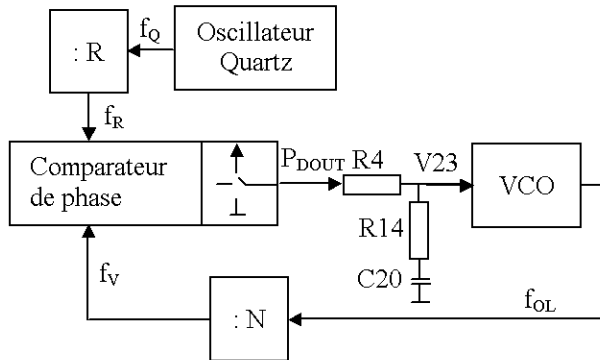 Oscillateur
Quartz
f_Q
: R
f_R
Comparateur
de phase
P_DOUT
R4
V23
VCO
R14
C20
f_V
: N
f_OL